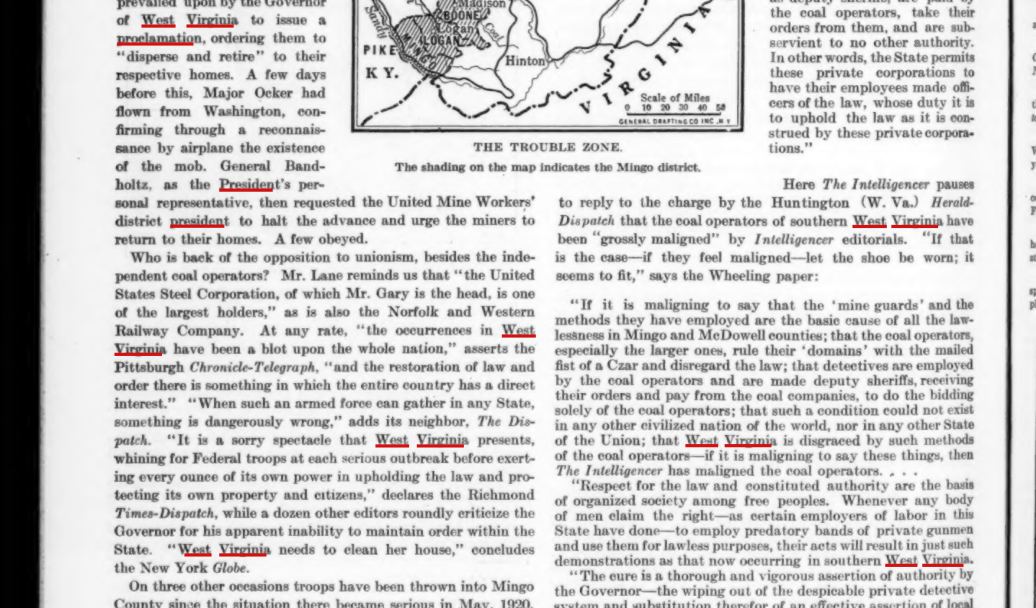 prevailed upon by the Governor
of West Virginia to issue a
proclamation, ordering them to
"disperse and retire" to their
respective homes. A few days
before this, Major Ocker had
flown from Washington, con-
firming through a reconnais-
sance by airplane the existence
of the mob. General Band-
holtz, as the President's per-
sonal representative, then requested the United Mine Workers'
district president to halt the advance and urge the miners to
return to their homes. A few obeyed.
Who is back of the opposition to unionism, besides the inde-
pendent coal operators? Mr. Lane reminds us that "the United
States Steel Corporation, of which Mr. Gary is the head, is one
of the largest holders," as is also the Norfolk and Western
Railway Company. At any rate, "the occurrences in West
Virginia have been a blot upon the whole nation," asserts the
Pittsburgh Chronicle-Telegraph, "and the restoration of law and
order there is something in which the entire country has a direct
interest." "When such an armed force can gather in any State,
something is dangerously wrong," adds its neighbor, The Dis-
patch. "It is a sorry spectacle that West Virginia presents,
whining for Federal troops at each serious outbreak before exert-
ing every ounce of its own power in upholding the law and pro-
tecting its own property and citizens," declares the Richmond
Times-Dispatch, while a dozen other editors roundly criticize the
Governor for his apparent inability to maintain order within the
State. "West Virginia needs to clean her house," concludes
the New York Globe.
On three other occasions troops have been thrown into Mingo
County since the situation there became serious in May, 1920,
Sandy
Madison
BOONE
Logan
LOGAN
Coal
MINGO
PIKE
KY.
Hinton
VIRGINIA
Scale of Miles
0 10 20 30 40 50
GENERAL DRAFTING CO INC. N Y
THE TROUBLE ZONE.
The shading on the map indicates the Mingo district.
as deputy sheriffs, are paid by
the coal operators, take their
orders from them, and are sub-
servient to no other authority.
In other words, the State permits
these private corporations to
have their employees made offi-
cers of the law, whose duty it is
to uphold the law as it is con-
strued by these private corpora-
tions."
Here The Intelligencer pauses
to reply to the charge by the Huntington (W. Va.) Herald-
Dispatch that the coal operators of southern West Virginia have
been "grossly maligned" by Intelligencer editorials. "If that
is the case—if they feel maligned—let the shoe be worn; it
seems to fit," says the Wheeling paper:
"If it is maligning to say that the 'mine guards' and the
methods they have employed are the basic cause of all the law-
lessness in Mingo and McDowell counties; that the coal operators,
especially the larger ones, rule their 'domains' with the mailed
fist of a Czar and disregard the law; that detectives are employed
by the coal operators and are made deputy sheriffs, receiving
their orders and pay from the coal companies, to do the bidding
solely of the coal operators; that such a condition could not exist
in any other civilized nation of the world, nor in any other State
of the Union; that West Virginia is disgraced by such methods
of the coal operators—if it is maligning to say these things, then
The Intelligencer has maligned the coal operators. . . .
"Respect for the law and constituted authority are the basis
of organized society among free peoples. Whenever any body
of men claim the right—as certain employers of labor in this
State have done—to employ predatory bands of private gunmen
and use them for lawless purposes, their acts will result in just such
demonstrations as that now occurring in southern West Virginia.
"The cure is a thorough and vigorous assertion of authority by
the Governor—the wiping out of the despicable private detective
system and substitution therefor of an effective assertion of